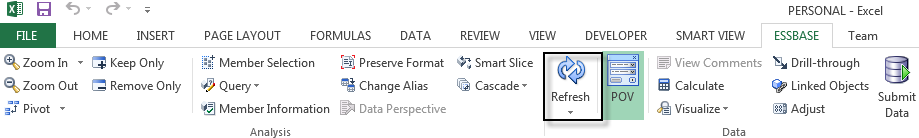 PERSONAL - Excel
FILE HOME INSERT PAGE LAYOUT FORMULAS DATA REVIEW VIEW DEVELOPER SMART VIEW ESSBASE Team
Zoom In Keep Only Member Selection Preserve Format Smart Slice View Comments Drill-through
Zoom Out Remove Only Query Change Alias Cascade Refresh POV Calculate Linked Objects Submit
Pivot Member Information Data Perspective Visualize Adjust Data
Analysis Data